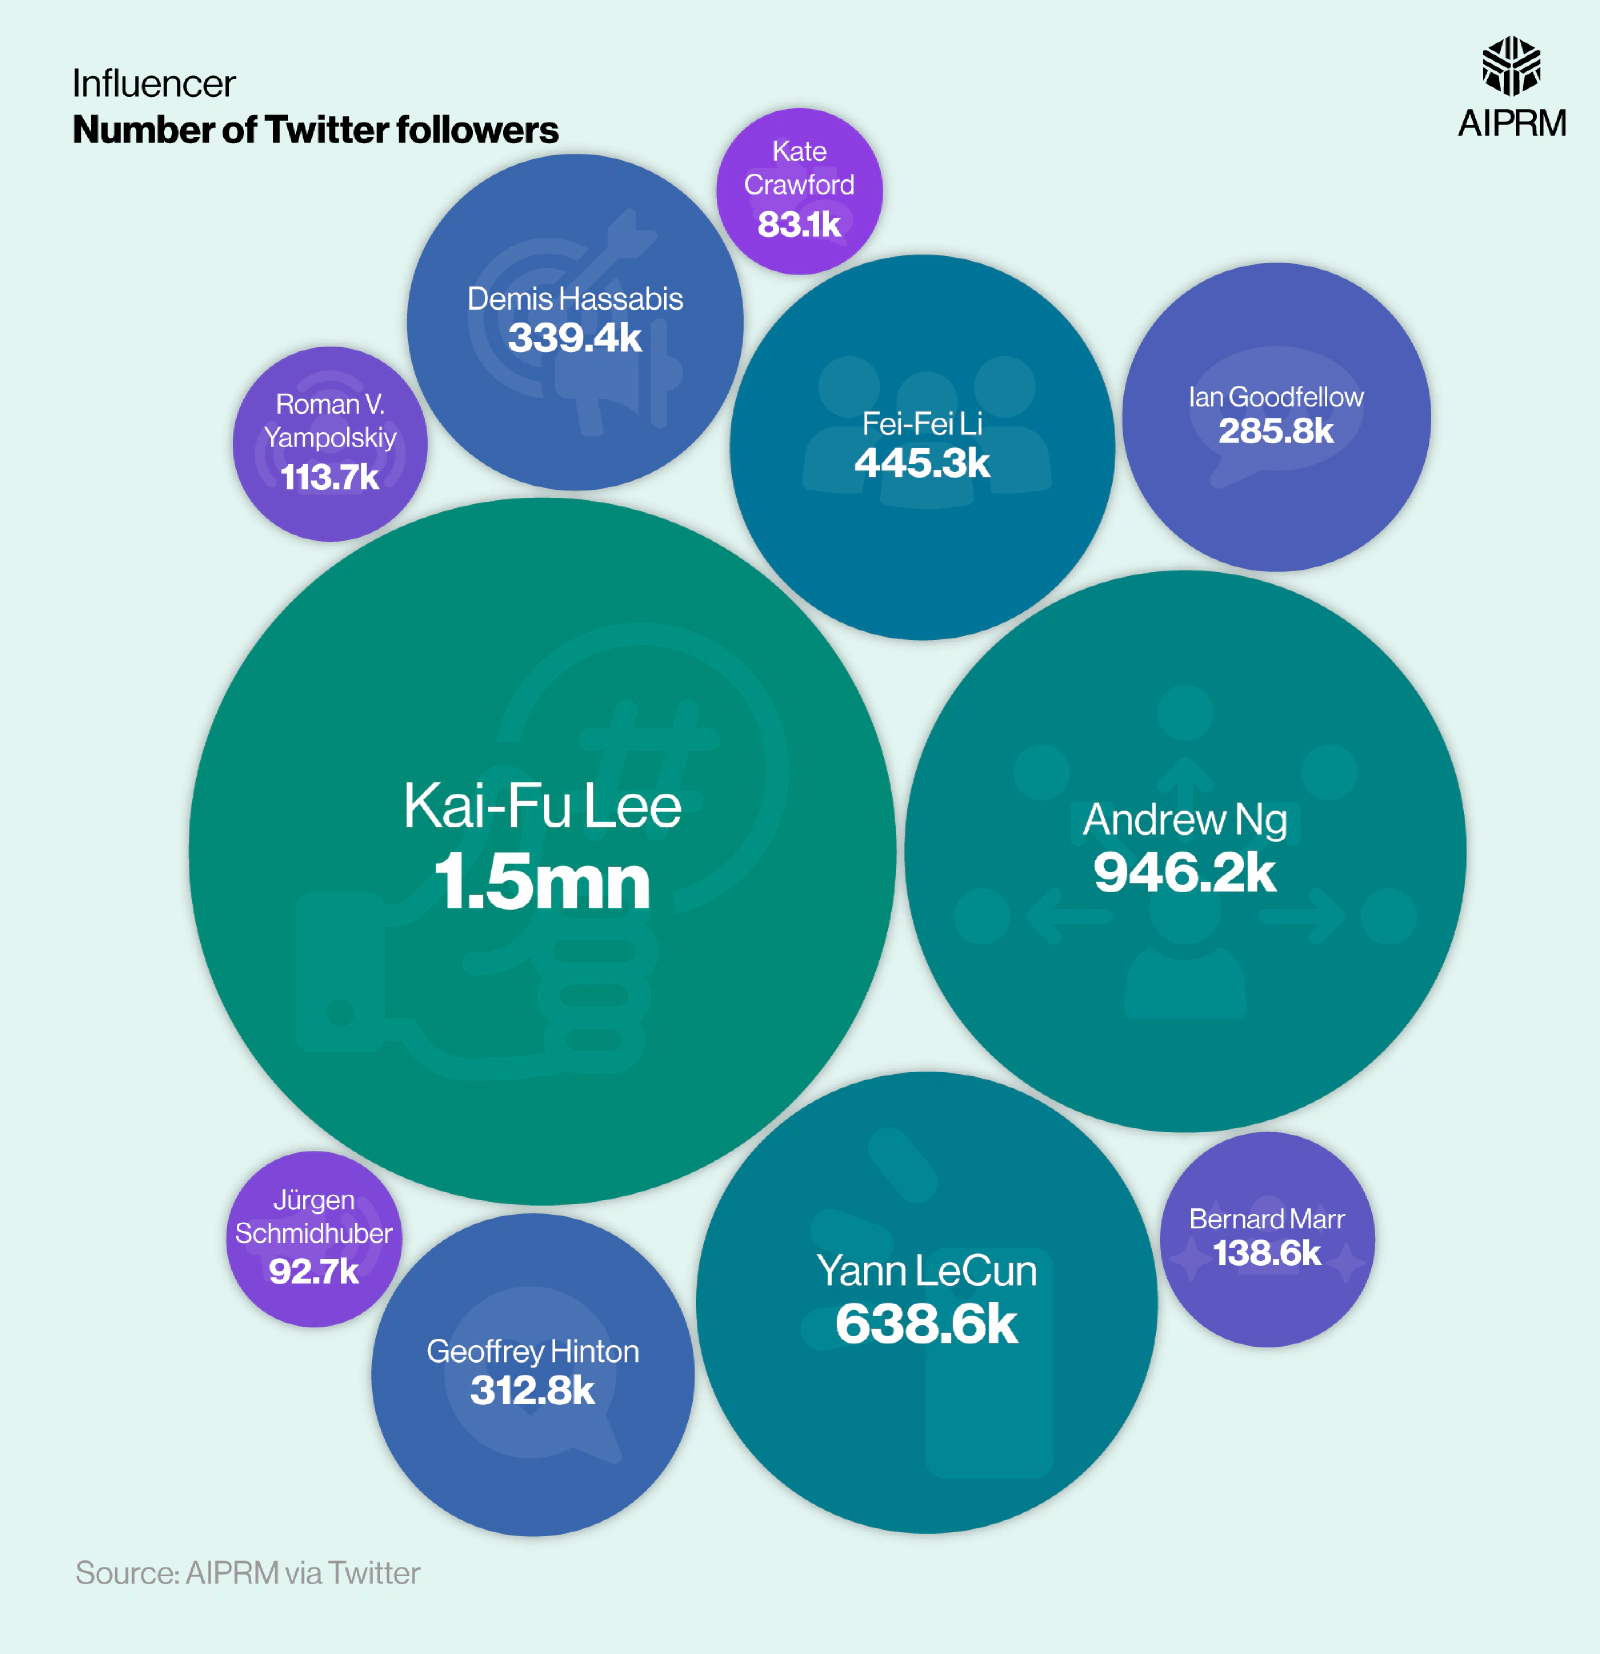 Influencer
Number of Twitter followers
AIPRM
Kate
Crawford
83.1k
Demis Hassabis
339.4k
Roman V.
Yampolskiy
113.7k
Fei-Fei Li
445.3k
Ian Goodfellow
285.8k
Kai-Fu Lee
1.5mn
Andrew Ng
946.2k
Jürgen
Schmidhuber
92.7k
Geoffrey Hinton
312.8k
Yann LeCun
638.6k
Bernard Marr
138.6k
Source: AIPRM via Twitter